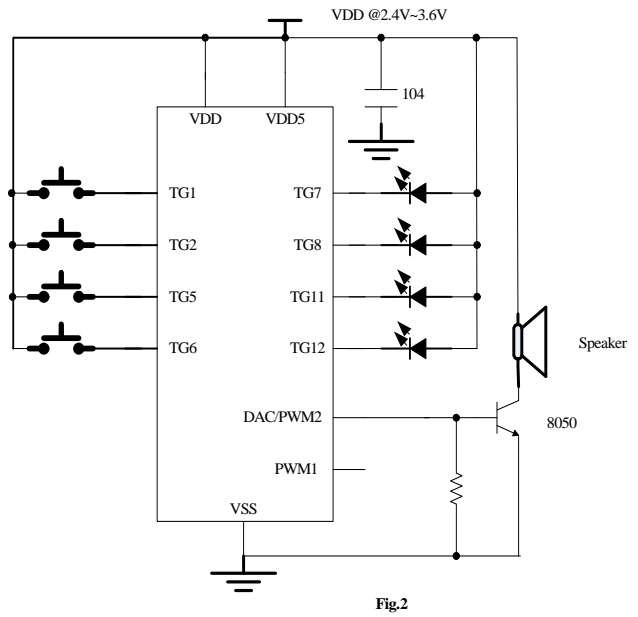 VDD @2.4V~3.6V
104
VDD VDD5
TG1 TG7
TG2 TG8
TG5 TG11
TG6 TG12
Speaker
DAC/PWM2
8050
PWM1
VSS
Fig.2